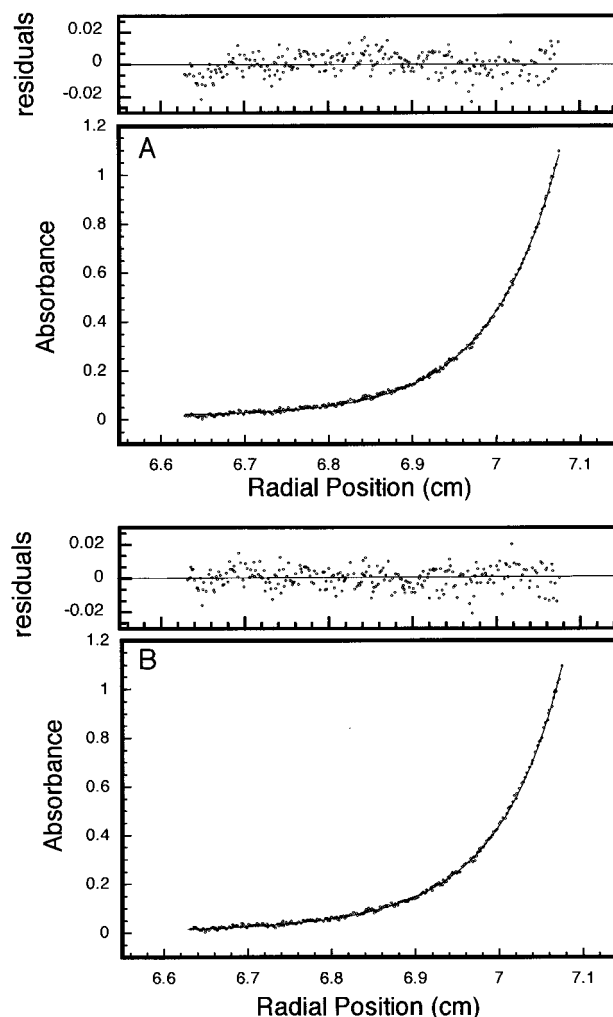 residuals
0.02
0
-0.02
A
Absorbance
1.2
1
0.8
0.6
0.4
0.2
0
6.6 6.7 6.8 6.9 7 7.1
Radial Position (cm)
residuals
0.02
0
-0.02
B
Absorbance
1.2
1
0.8
0.6
0.4
0.2
0
6.6 6.7 6.8 6.9 7 7.1
Radial Position (cm)